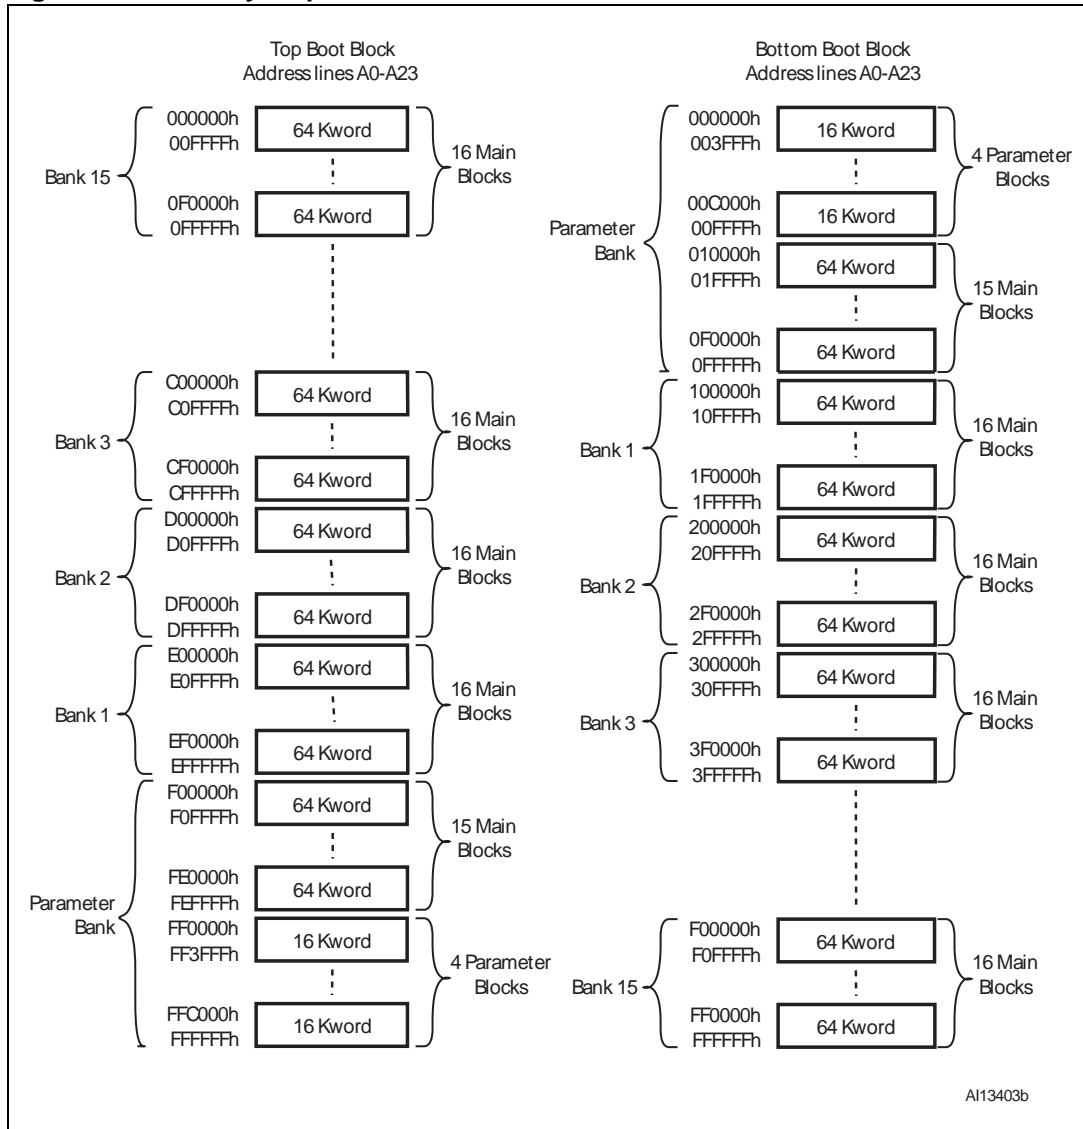 Top Boot Block
Address lines A0-A23
Bank 15
000000h
00FFFFh
64 Kword
0F0000h
0FFFFFh
64 Kword
16 Main
Blocks
Bank 3
C00000h
C0FFFFh
64 Kword
CF0000h
CFFFFFh
64 Kword
16 Main
Blocks
Bank 2
D00000h
D0FFFFh
64 Kword
DF0000h
DFFFFFh
64 Kword
16 Main
Blocks
Bank 1
E00000h
E0FFFFh
64 Kword
EF0000h
EFFFFFh
64 Kword
16 Main
Blocks
Parameter
Bank
F00000h
F0FFFFh
64 Kword
FE0000h
FEFFFFh
64 Kword
15 Main
Blocks
FF0000h
FF3FFFh
16 Kword
FFC000h
FFFFFFh
16 Kword
4 Parameter
Blocks
Bottom Boot Block
Address lines A0-A23
Parameter
Bank
000000h
003FFFh
16 Kword
00C000h
00FFFFh
16 Kword
4 Parameter
Blocks
010000h
01FFFFh
64 Kword
0F0000h
0FFFFFh
64 Kword
15 Main
Blocks
Bank 1
100000h
10FFFFh
64 Kword
1F0000h
1FFFFFh
64 Kword
16 Main
Blocks
Bank 2
200000h
20FFFFh
64 Kword
2F0000h
2FFFFFh
64 Kword
16 Main
Blocks
Bank 3
300000h
30FFFFh
64 Kword
3F0000h
3FFFFFh
64 Kword
16 Main
Blocks
Bank 15
F00000h
F0FFFFh
64 Kword
FF0000h
FFFFFFh
64 Kword
16 Main
Blocks
AI13403b